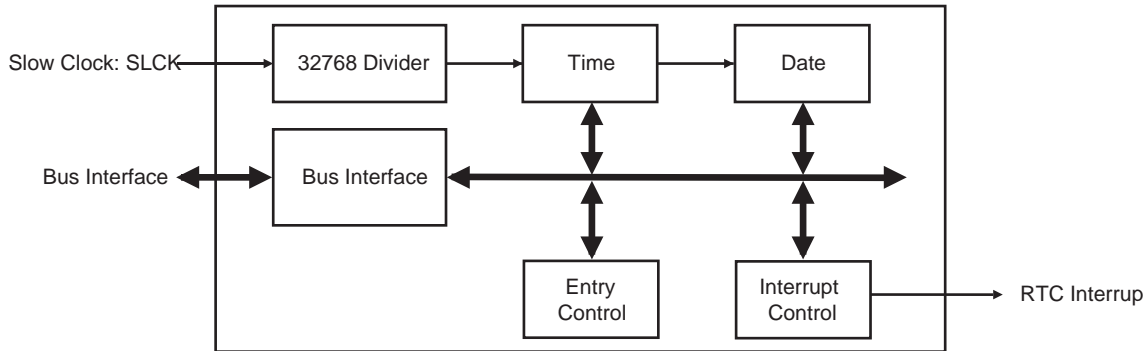 Slow Clock: SLCK
32768 Divider
Time
Date
Bus Interface
Bus Interface
Entry
Control
Interrupt
Control
RTC Interrup